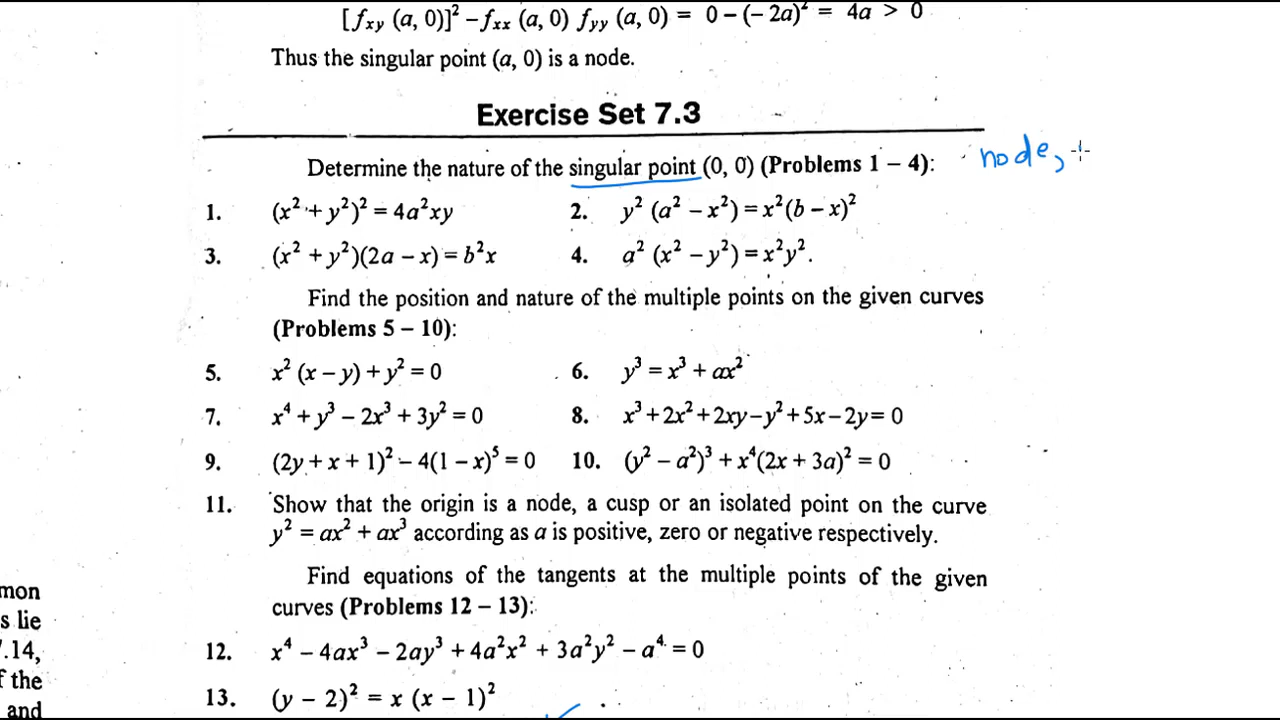 [f_xy (a, 0)]² − f_xx (a, 0) f_yy (a, 0) = 0 − (− 2a)² = 4a > 0
Thus the singular point (a, 0) is a node.
Exercise Set 7.3
Determine the nature of the singular point (0, 0) (Problems 1 – 4):
node,
1. (x² + y²)² = 4a²xy
2. y² (a² − x²) = x²(b − x)²
3. (x² + y²)(2a − x) = b²x
4. a² (x² − y²) = x²y².
Find the position and nature of the multiple points on the given curves
(Problems 5 – 10):
5. x² (x − y) + y² = 0
6. y³ = x³ + ax²
7. x⁴ + y³ − 2x³ + 3y² = 0
8. x³ + 2x² + 2xy − y² + 5x − 2y = 0
9. (2y + x + 1)² − 4(1 − x)⁵ = 0
10. (y² − a²)³ + x⁴(2x + 3a)² = 0
11. Show that the origin is a node, a cusp or an isolated point on the curve
y² = ax² + ax³ according as a is positive, zero or negative respectively.
Find equations of the tangents at the multiple points of the given
curves (Problems 12 – 13):
12. x⁴ − 4ax³ − 2ay³ + 4a²x² + 3a²y² − a⁴ = 0
13. (y − 2)² = x (x − 1)²
mon
s lie
.14,
f the
and